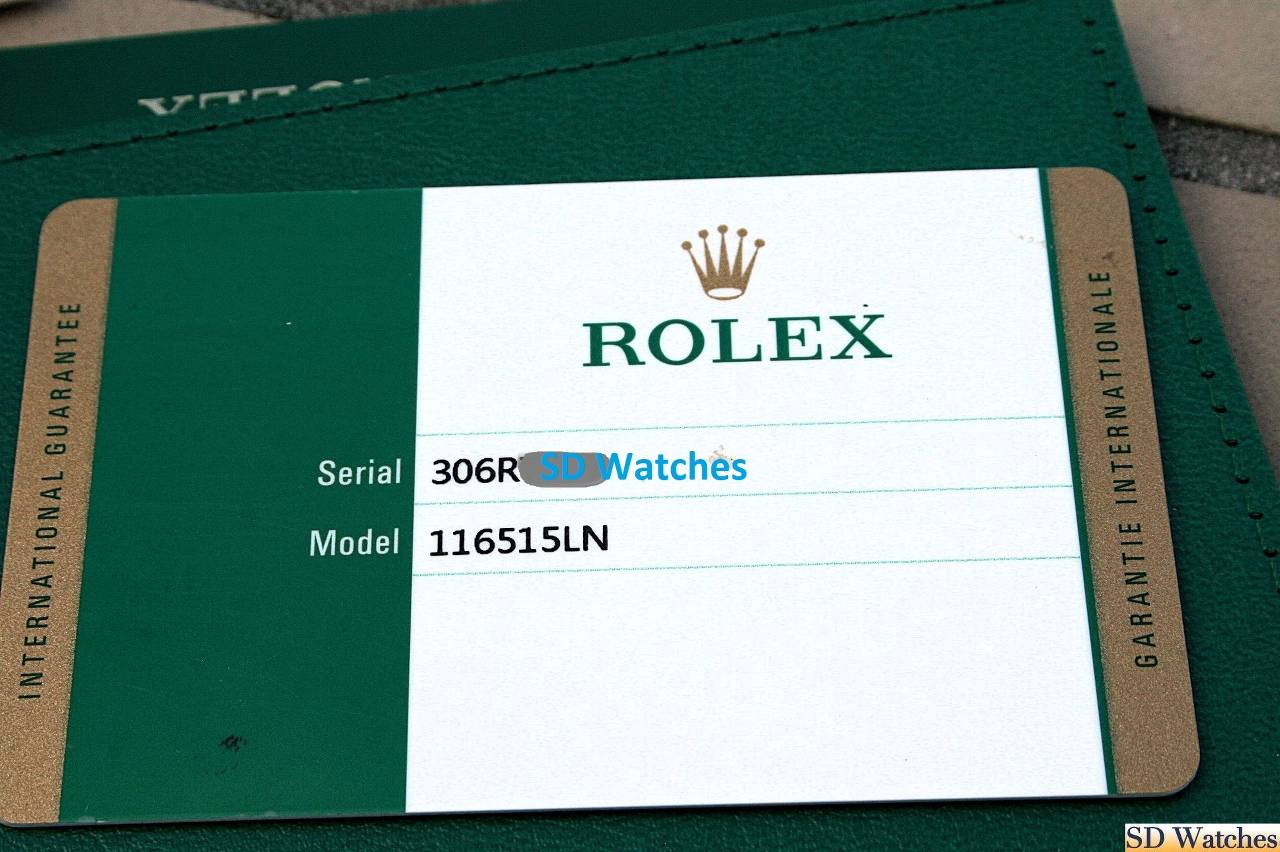 ROLEX
Serial 306R SD Watches
Model 116515LN
INTERNATIONAL GUARANTEE
GARANTIE INTERNATIONALE
SD Watches